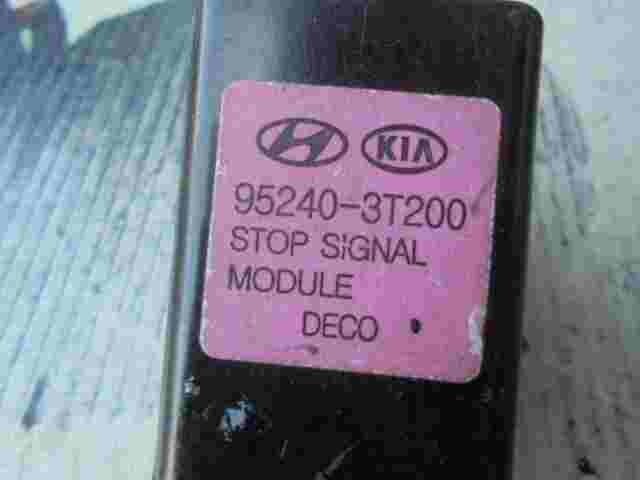 KIA
95240-3T200
STOP SIGNAL
MODULE
DECO